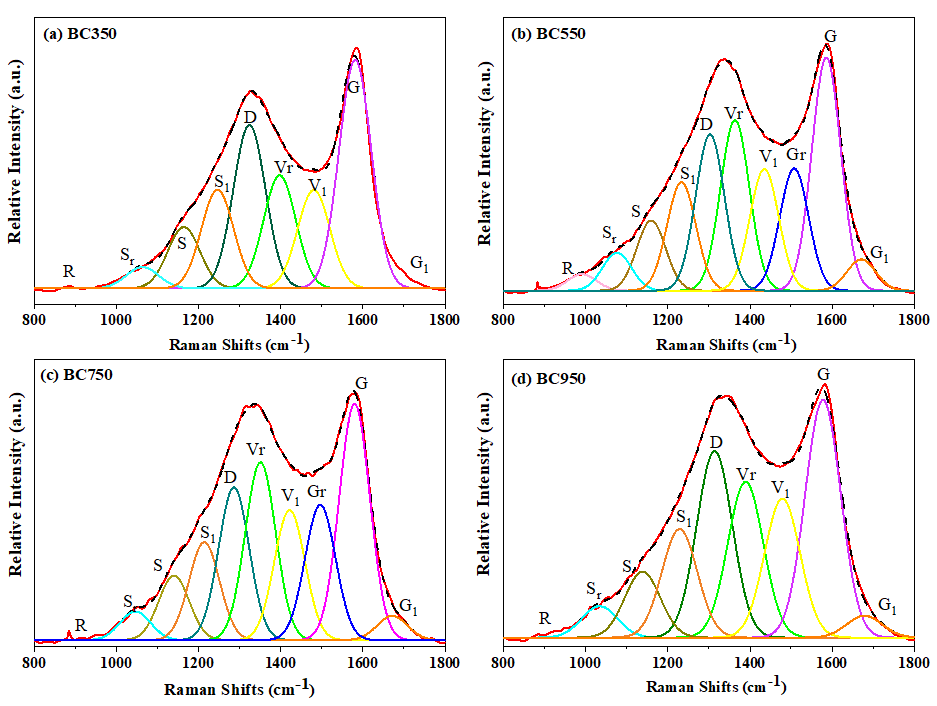 (a) BC350
Relative Intensity (a.u.)
R
Sr
S
S1
D
Vr
V1
G
G1
800 1000 1200 1400 1600 1800
Raman Shifts (cm-1)
(b) BC550
Relative Intensity (a.u.)
R
Sr
S
S1
D
Vr
V1
Gr
G
G1
800 1000 1200 1400 1600 1800
Raman Shifts (cm-1)
(c) BC750
Relative Intensity (a.u.)
R
Sr
S
S1
D
Vr
V1
Gr
G
G1
800 1000 1200 1400 1600 1800
Raman Shifts (cm-1)
(d) BC950
Relative Intensity (a.u.)
R
Sr
S
S1
D
Vr
V1
G
G1
800 1000 1200 1400 1600 1800
Raman Shifts (cm-1)